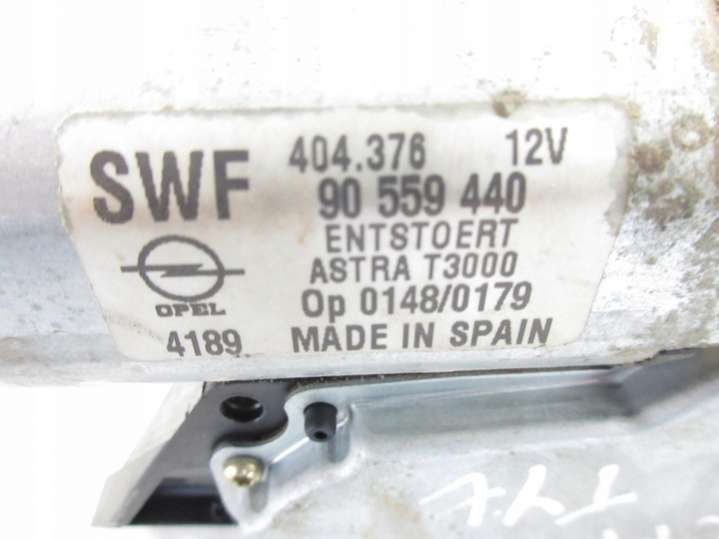 SWF 404.376 12V
90 559 440
ENTSTOERT
ASTRA T3000
OPEL Op 0148/0179
4189 MADE IN SPAIN